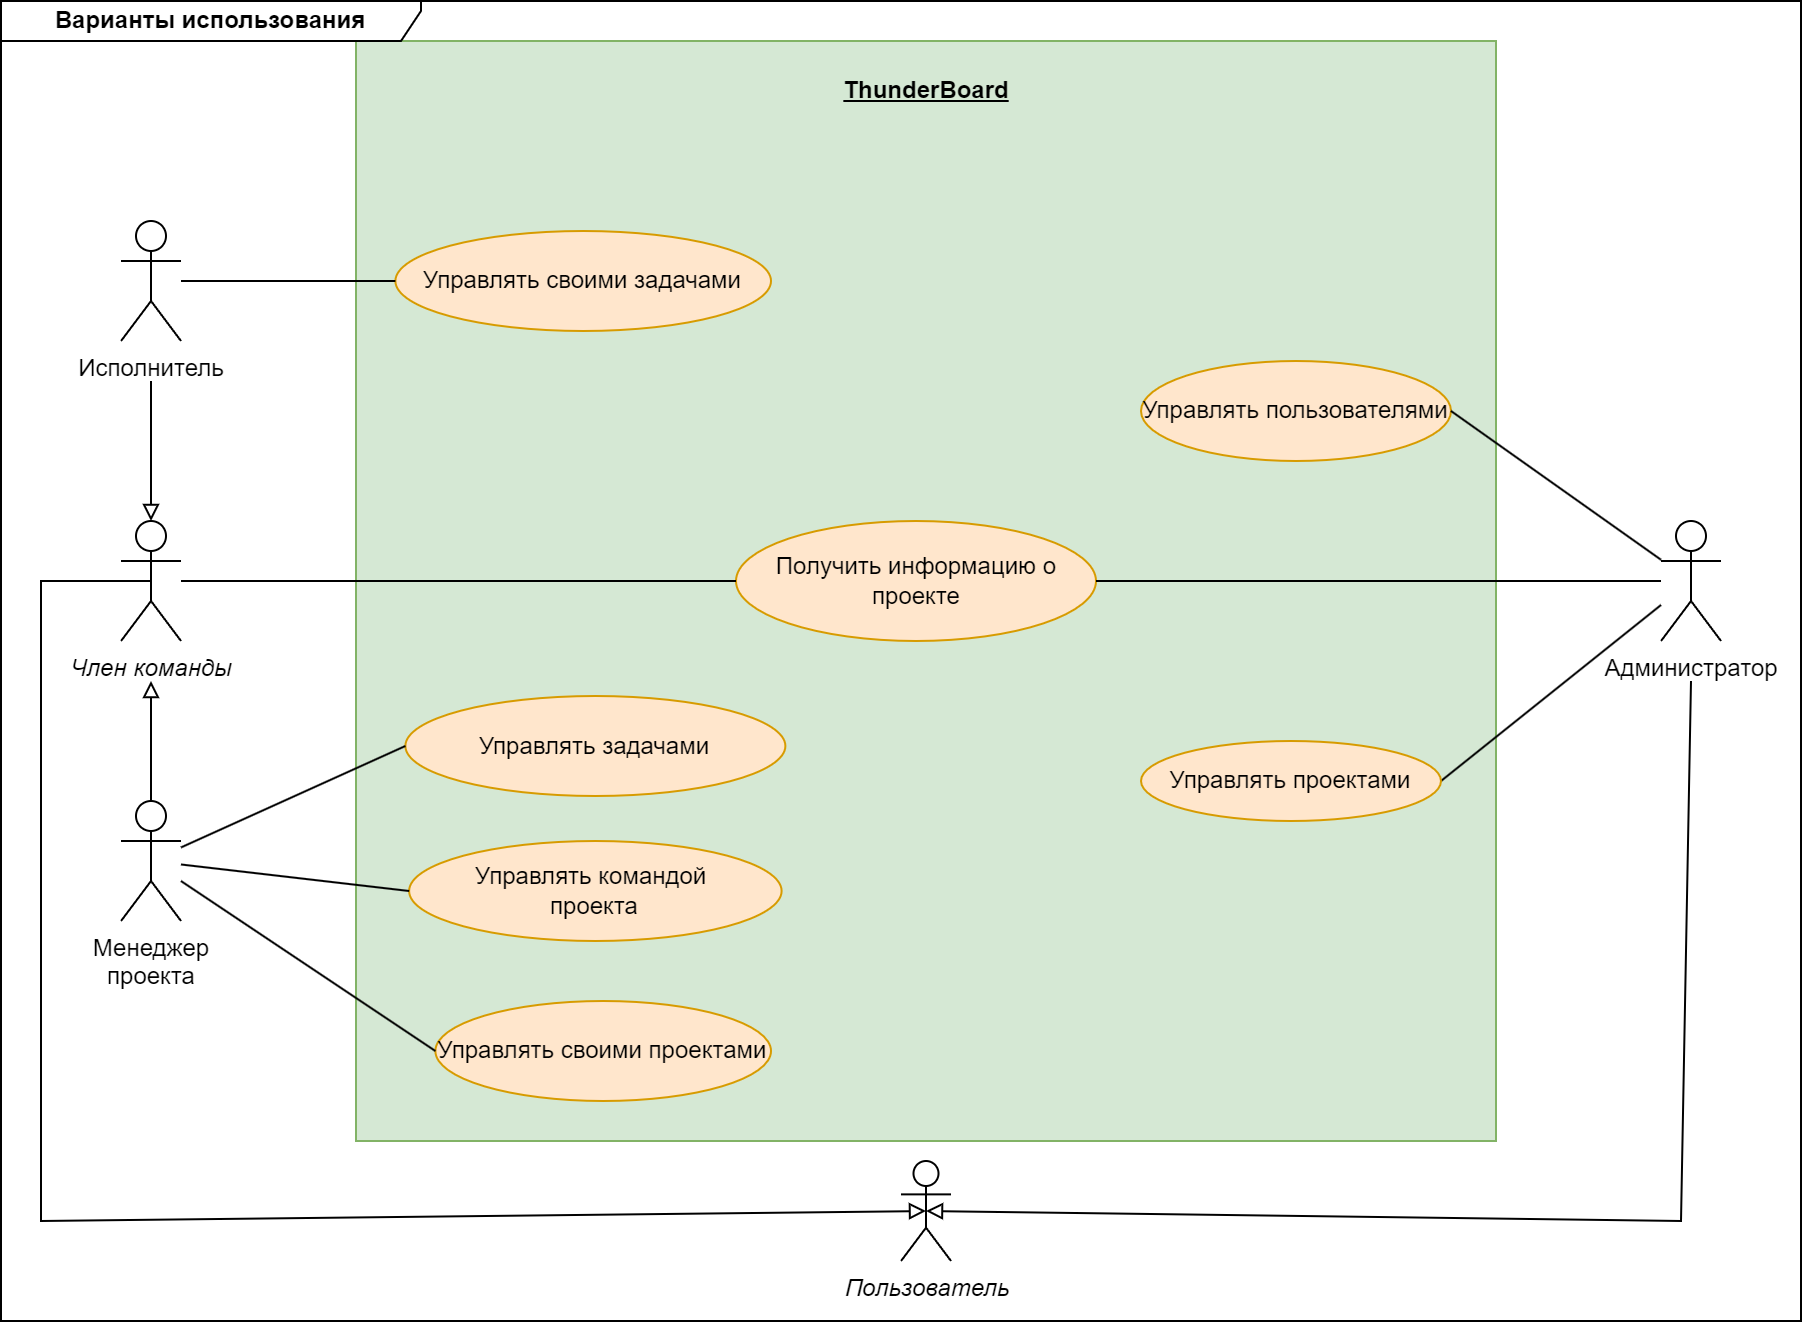 Варианты использования
ThunderBoard
Управлять своими задачами
Исполнитель
Управлять пользователями
Получить информацию о
проекте
Член команды
Администратор
Управлять задачами
Управлять проектами
Управлять командой
проекта
Менеджер
проекта
Управлять своими проектами
Пользователь